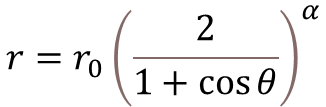 r = r₀ (2 / (1 + cos θ))^α